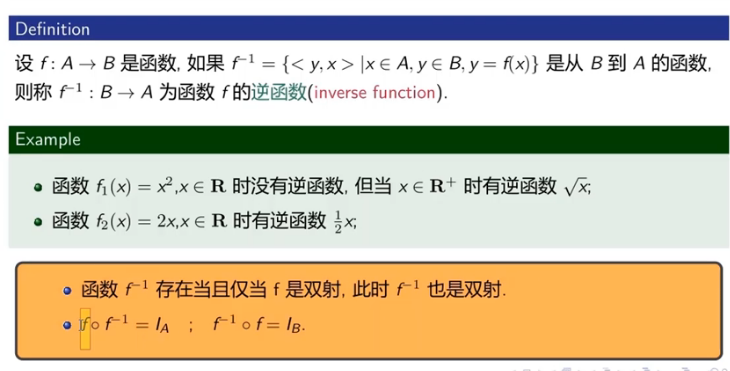 Definition
设 f : A → B 是函数, 如果 f⁻¹ = {< y, x > |x ∈ A, y ∈ B, y = f(x)} 是从 B 到 A 的函数,
则称 f⁻¹ : B → A 为函数 f 的逆函数(inverse function).
Example
函数 f₁(x) = x²,x ∈ R 时没有逆函数, 但当 x ∈ R⁺ 时有逆函数 √x;
函数 f₂(x) = 2x,x ∈ R 时有逆函数 ½x;
函数 f⁻¹ 存在当且仅当 f 是双射, 此时 f⁻¹ 也是双射.
f ∘ f⁻¹ = I_A ; f⁻¹ ∘ f = I_B.